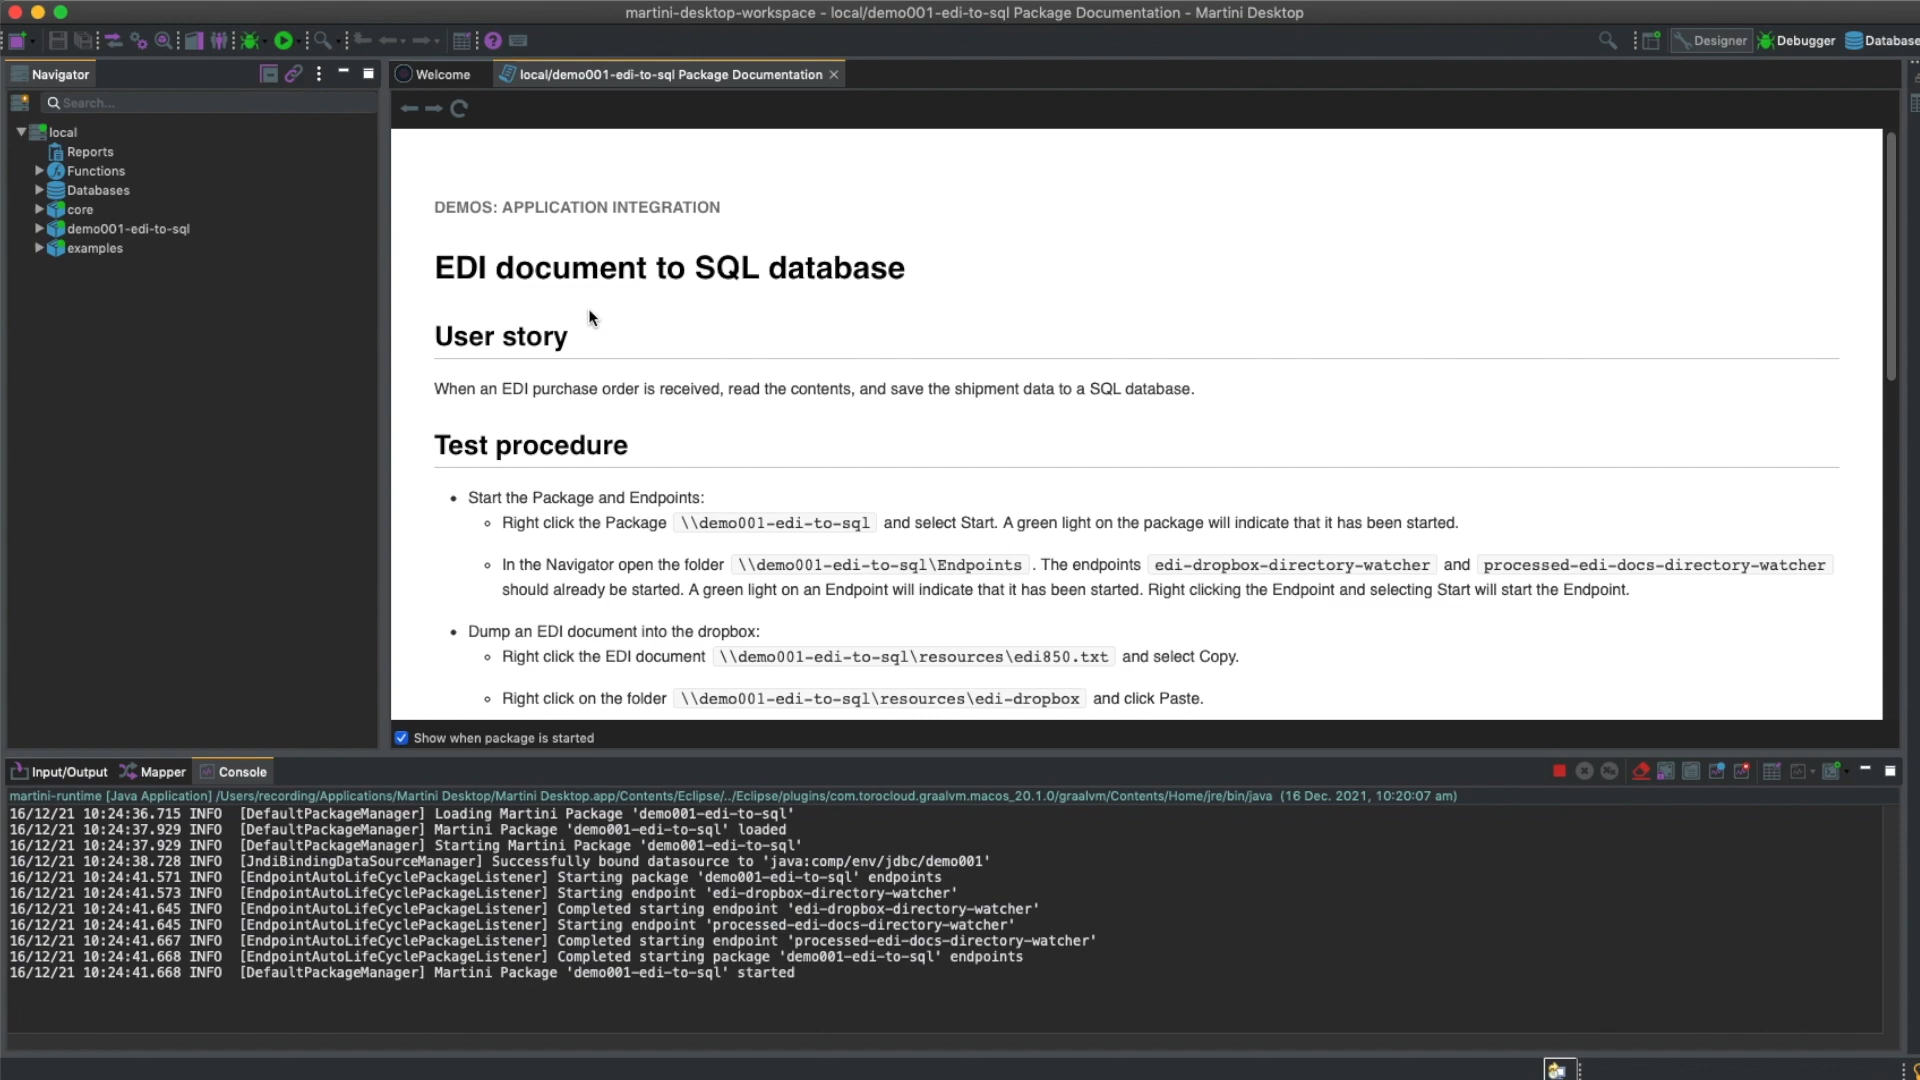 martini-desktop-workspace - local/demo001-edi-to-sql Package Documentation - Martini Desktop
Designer
Debugger
Database
Navigator
Welcome
local/demo001-edi-to-sql Package Documentation
Search...
local
Reports
Functions
Databases
core
demo001-edi-to-sql
examples
DEMOS: APPLICATION INTEGRATION
EDI document to SQL database
User story
When an EDI purchase order is received, read the contents, and save the shipment data to a SQL database.
Test procedure
• Start the Package and Endpoints:
◦ Right click the Package \\demo001-edi-to-sql and select Start. A green light on the package will indicate that it has been started.
◦ In the Navigator open the folder \\demo001-edi-to-sql\Endpoints . The endpoints edi-dropbox-directory-watcher and processed-edi-docs-directory-watcher
should already be started. A green light on an Endpoint will indicate that it has been started. Right clicking the Endpoint and selecting Start will start the Endpoint.
• Dump an EDI document into the dropbox:
◦ Right click the EDI document \\demo001-edi-to-sql\resources\edi850.txt and select Copy.
◦ Right click on the folder \\demo001-edi-to-sql\resources\edi-dropbox and click Paste.
Show when package is started
Input/Output
Mapper
Console
martini-runtime [Java Application] /Users/recording/Applications/Martini Desktop/Martini Desktop.app/Contents/Eclipse/../Eclipse/plugins/com.torocloud.graalvm.macos_20.1.0/graalvm/Contents/Home/jre/bin/java (16 Dec. 2021, 10:20:07 am)
16/12/21 10:24:36.715 INFO [DefaultPackageManager] Loading Martini Package 'demo001-edi-to-sql'
16/12/21 10:24:37.929 INFO [DefaultPackageManager] Martini Package 'demo001-edi-to-sql' loaded
16/12/21 10:24:37.929 INFO [DefaultPackageManager] Starting Martini Package 'demo001-edi-to-sql'
16/12/21 10:24:38.728 INFO [JndiBindingDataSourceManager] Successfully bound datasource to 'java:comp/env/jdbc/demo001'
16/12/21 10:24:41.571 INFO [EndpointAutoLifeCyclePackageListener] Starting package 'demo001-edi-to-sql' endpoints
16/12/21 10:24:41.573 INFO [EndpointAutoLifeCyclePackageListener] Starting endpoint 'edi-dropbox-directory-watcher'
16/12/21 10:24:41.645 INFO [EndpointAutoLifeCyclePackageListener] Completed starting endpoint 'edi-dropbox-directory-watcher'
16/12/21 10:24:41.645 INFO [EndpointAutoLifeCyclePackageListener] Starting endpoint 'processed-edi-docs-directory-watcher'
16/12/21 10:24:41.667 INFO [EndpointAutoLifeCyclePackageListener] Completed starting endpoint 'processed-edi-docs-directory-watcher'
16/12/21 10:24:41.668 INFO [EndpointAutoLifeCyclePackageListener] Completed starting package 'demo001-edi-to-sql' endpoints
16/12/21 10:24:41.668 INFO [DefaultPackageManager] Martini Package 'demo001-edi-to-sql' started